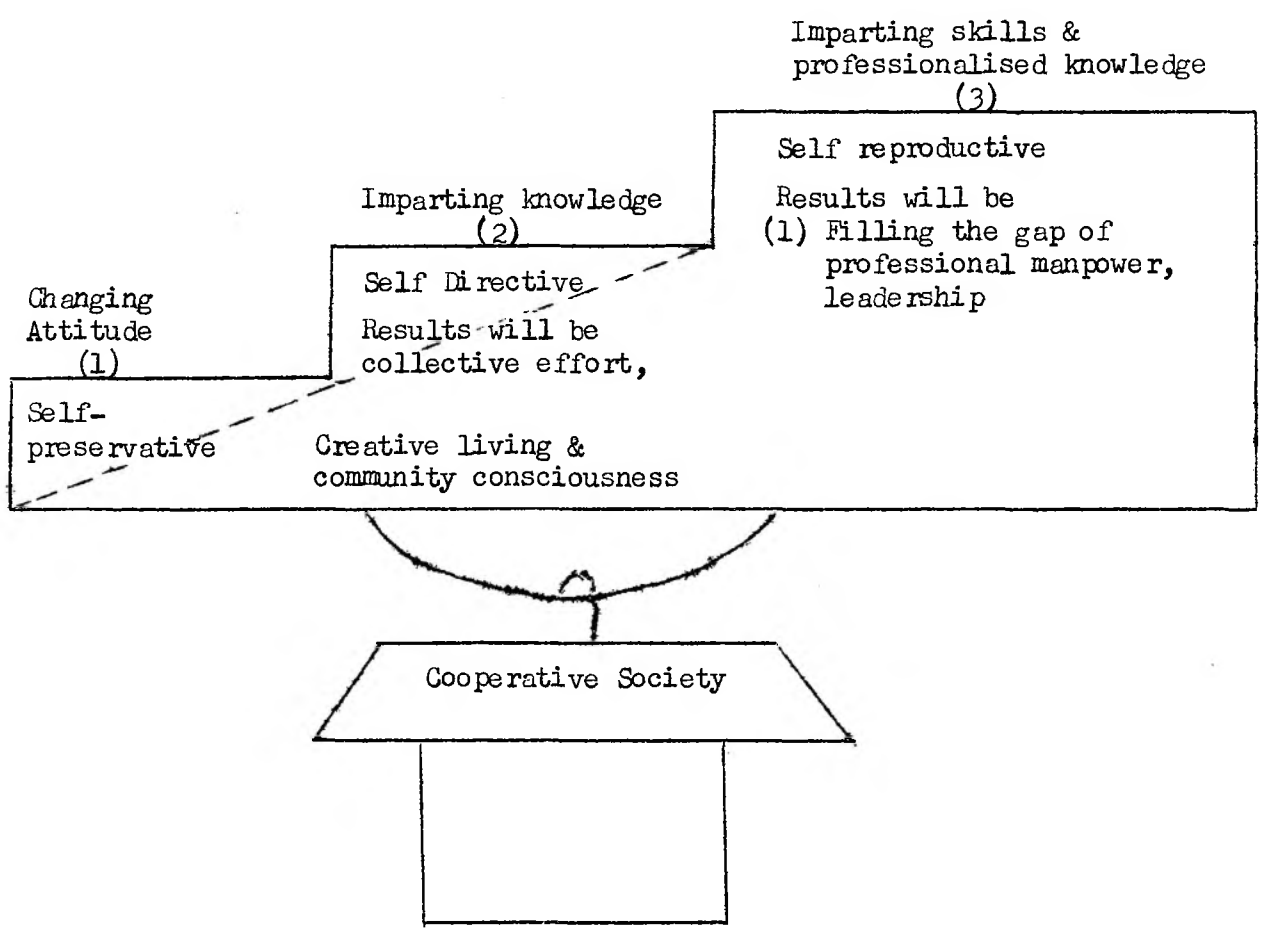 Imparting skills &
professionalised knowledge
(3)
Self reproductive
Results will be
(1) Filling the gap of
professional manpower,
leadership
Imparting knowledge
(2)
Self Directive
Results will be
collective effort,
Changing
Attitude
(1)
Self-
preservative
Creative living &
community consciousness
Cooperative Society